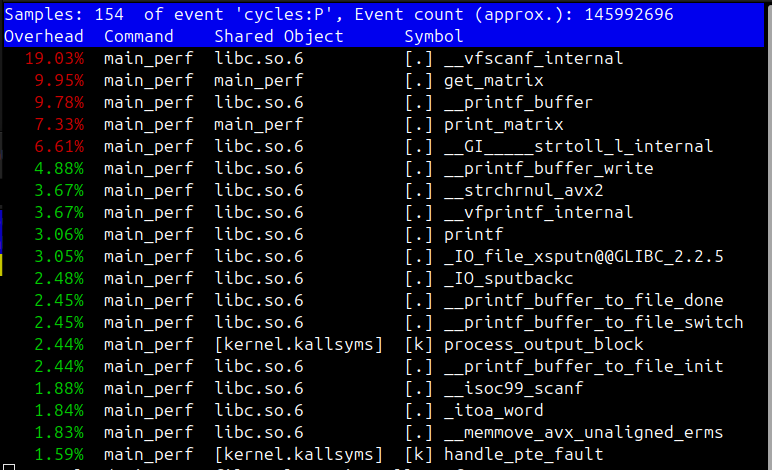 Samples: 154  of event 'cycles:P', Event count (approx.): 145992696
Overhead  Command    Shared Object      Symbol
19.03%  main_perf  libc.so.6          [.] __vfscanf_internal
9.95%  main_perf  main_perf          [.] get_matrix
9.78%  main_perf  libc.so.6          [.] __printf_buffer
7.33%  main_perf  main_perf          [.] print_matrix
6.61%  main_perf  libc.so.6          [.] __GI_____strtoll_l_internal
4.88%  main_perf  libc.so.6          [.] __printf_buffer_write
3.67%  main_perf  libc.so.6          [.] __strchrnul_avx2
3.67%  main_perf  libc.so.6          [.] __vfprintf_internal
3.06%  main_perf  libc.so.6          [.] printf
3.05%  main_perf  libc.so.6          [.] _IO_file_xsputn@@GLIBC_2.2.5
2.48%  main_perf  libc.so.6          [.] _IO_sputbackc
2.45%  main_perf  libc.so.6          [.] __printf_buffer_to_file_done
2.45%  main_perf  libc.so.6          [.] __printf_buffer_to_file_switch
2.44%  main_perf  [kernel.kallsyms]  [k] process_output_block
2.44%  main_perf  libc.so.6          [.] __printf_buffer_to_file_init
1.88%  main_perf  libc.so.6          [.] __isoc99_scanf
1.84%  main_perf  libc.so.6          [.] _itoa_word
1.83%  main_perf  libc.so.6          [.] __memmove_avx_unaligned_erms
1.59%  main_perf  [kernel.kallsyms]  [k] handle_pte_fault